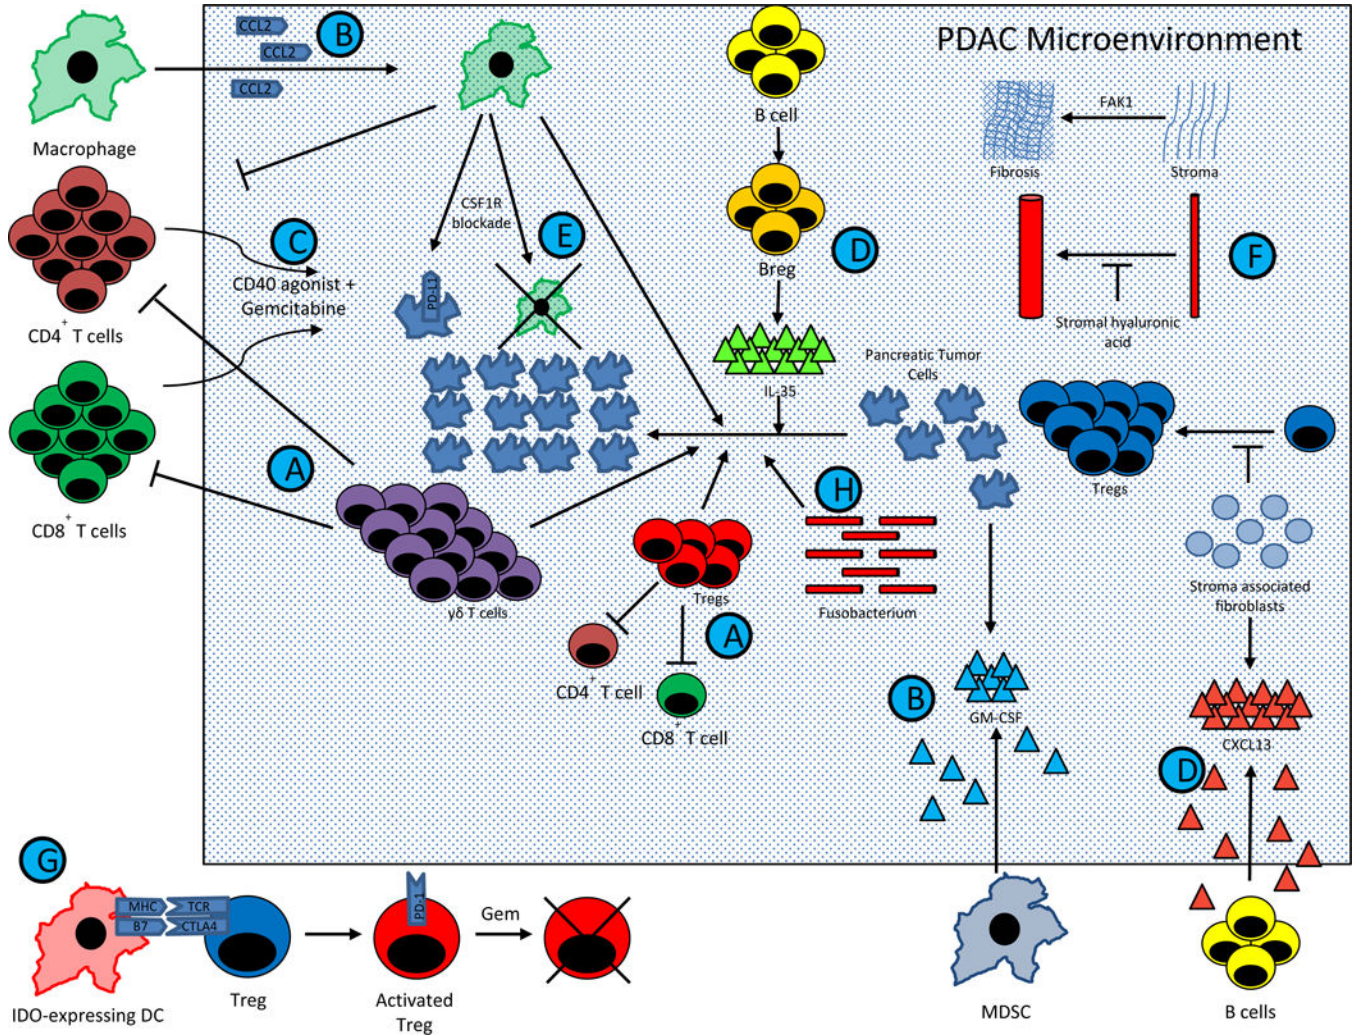 CCL2
CCL2
CCL2
B
PDAC Microenvironment
Macrophage
B cell
FAK1
Fibrosis
Stroma
CSF1R
blockade
C
E
D
F
CD40 agonist +
Gemcitabine
Breg
PD-L1
Stromal hyaluronic
acid
CD4+ T cells
IL-35
Pancreatic Tumor
Cells
A
H
Tregs
CD8+ T cells
γδ T cells
Tregs
Fusobacterium
Stroma associated
fibroblasts
A
CD4+ T cell
CD8+ T cell
B
GM-CSF
CXCL13
D
G
MHC
TCR
B7
CTLA4
PD-1
Gem
IDO-expressing DC
Treg
Activated
Treg
MDSC
B cells